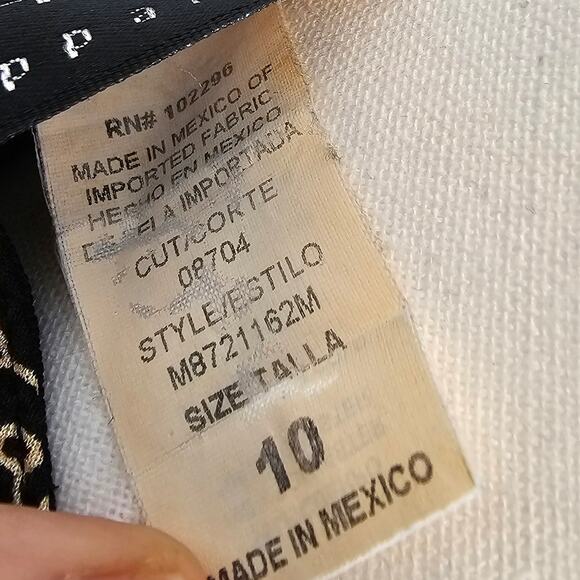 RN# 102296
MADE IN MEXICO OF
IMPORTED FABRIC
HECHO EN MEXICO
DE TELA IMPORTADA
CUT/CORTE
08704
STYLE/ESTILO
M8721162M
SIZE TALLA
10
MADE IN MEXICO